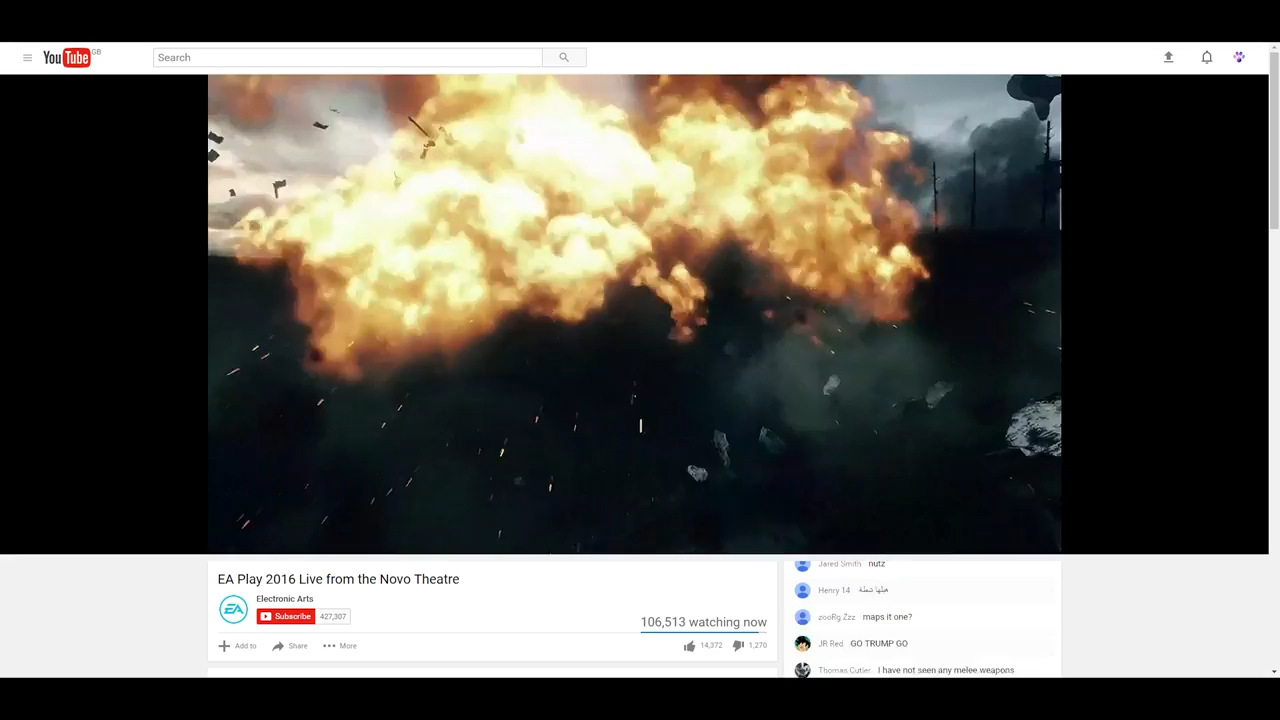 YouTube GB
Search
EA Play 2016 Live from the Novo Theatre
EA
Electronic Arts
Subscribe 427,307
106,513 watching now
Add to Share More
14,372 1,270
Jared Smith nutz
Henry 14
zooRg Zzz maps it one?
JR Red GO TRUMP GO
Thomas Cutler I have not seen any melee weapons